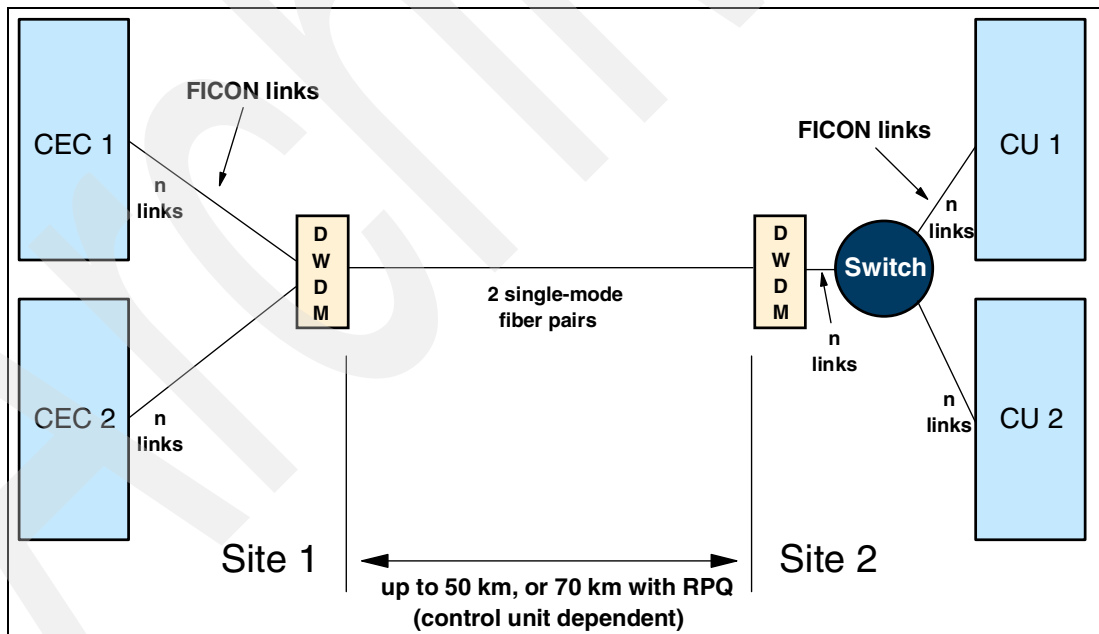 FICON links
CEC 1
n
links
CEC 2
n
links
D
W
D
M
2 single-mode
fiber pairs
D
W
D
M
n
links
Switch
FICON links
n
links
CU 1
n
links
CU 2
Site 1
Site 2
up to 50 km, or 70 km with RPQ
(control unit dependent)